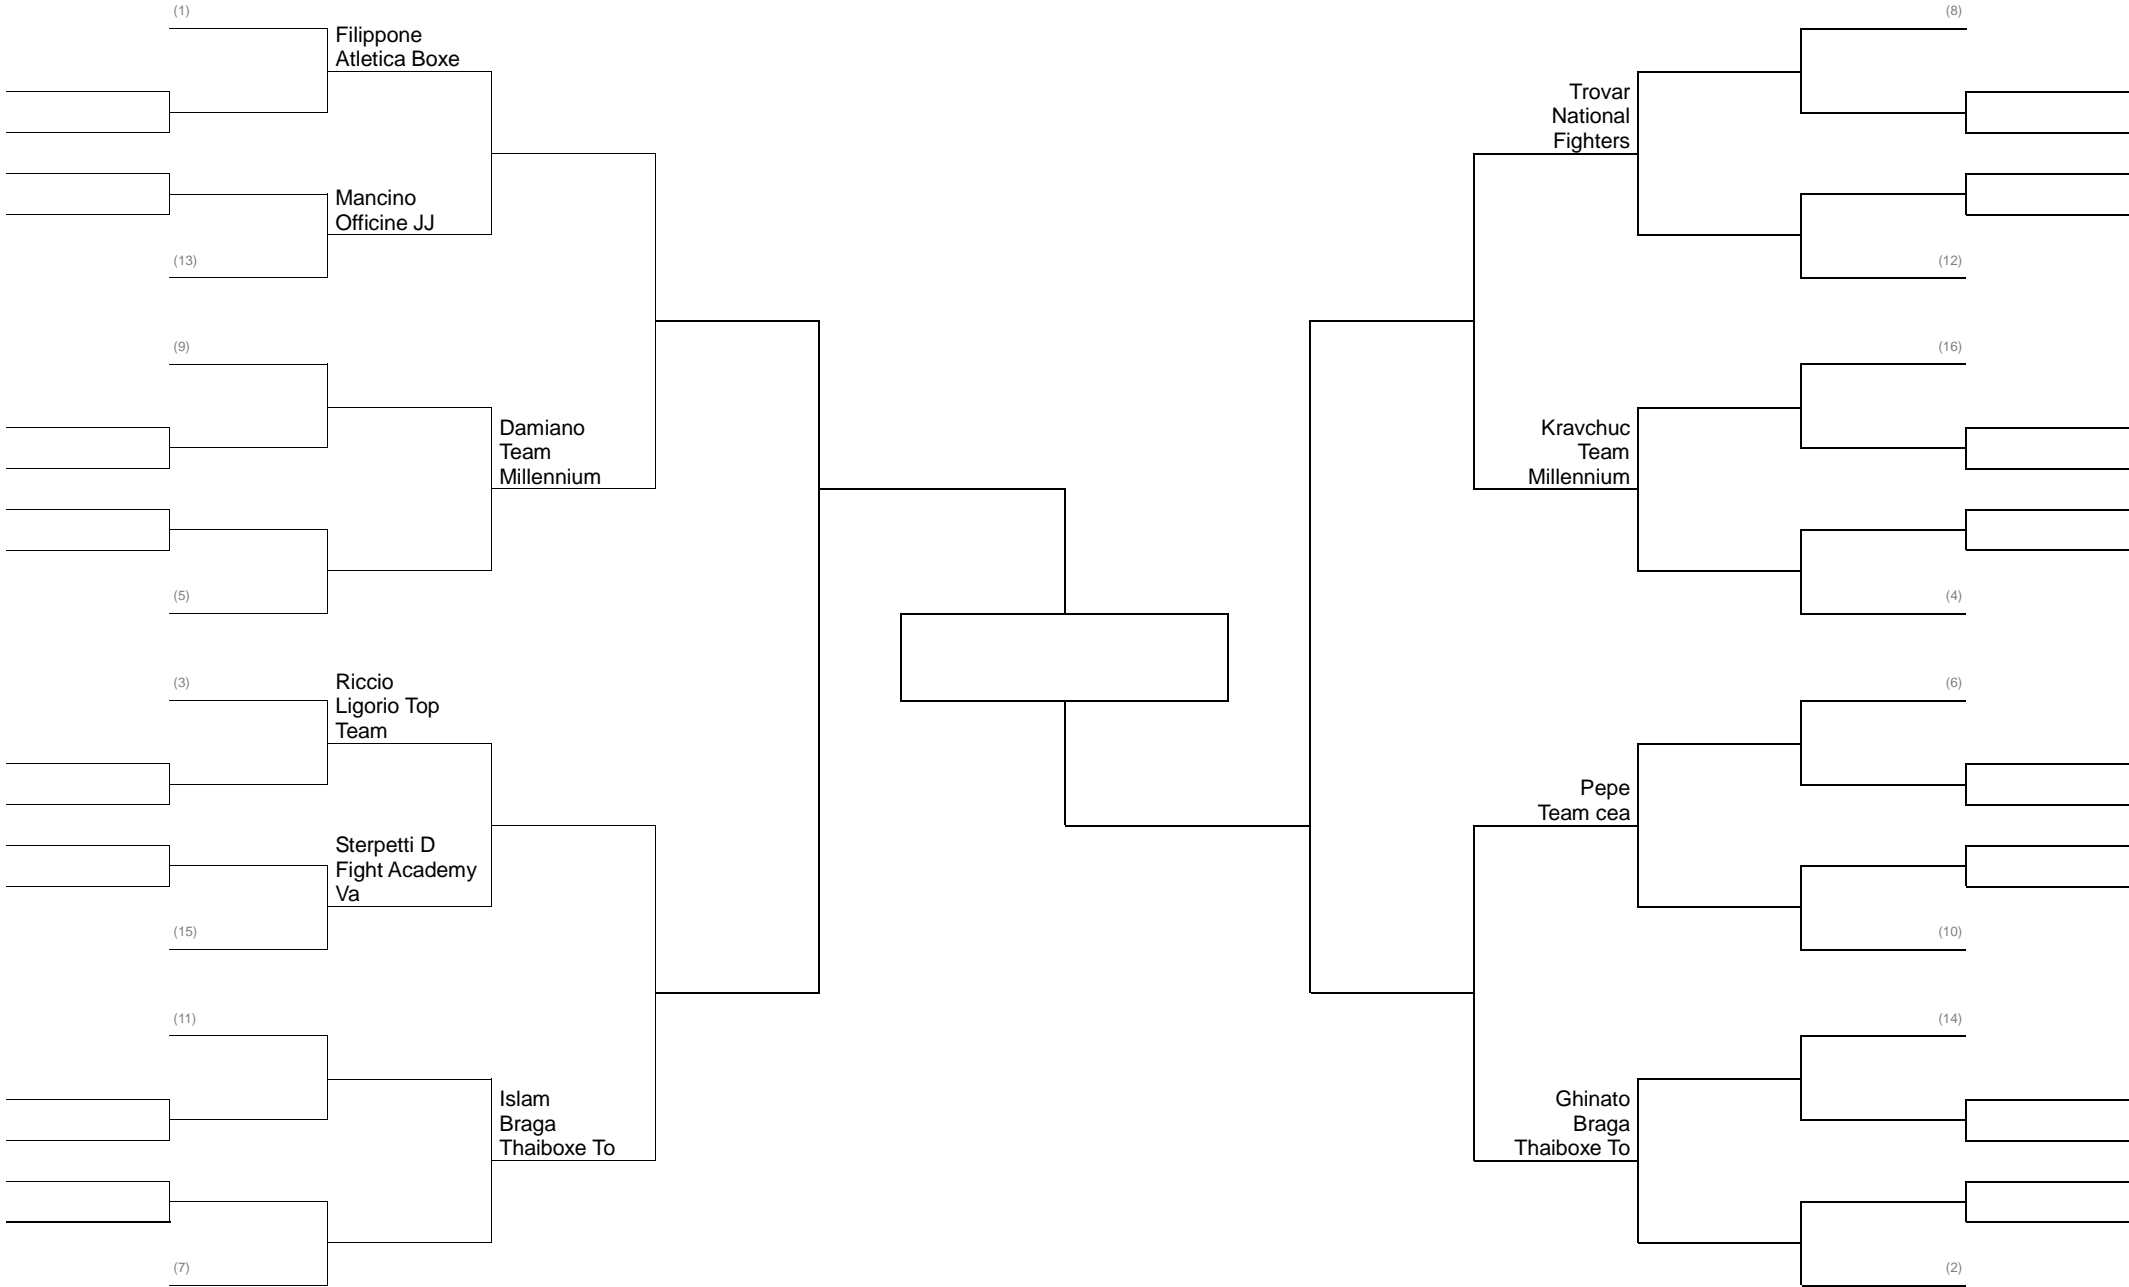 (1)
Filippone
Atletica Boxe
Mancino
Officine JJ
(13)
(9)
Damiano
Team
Millennium
(5)
(3)
Riccio
Ligorio Top
Team
Sterpetti D
Fight Academy
Va
(15)
(11)
Islam
Braga
Thaiboxe To
(7)
(8)
Trovar
National
Fighters
(12)
(16)
Kravchuc
Team
Millennium
(4)
(6)
Pepe
Team cea
(10)
(14)
Ghinato
Braga
Thaiboxe To
(2)